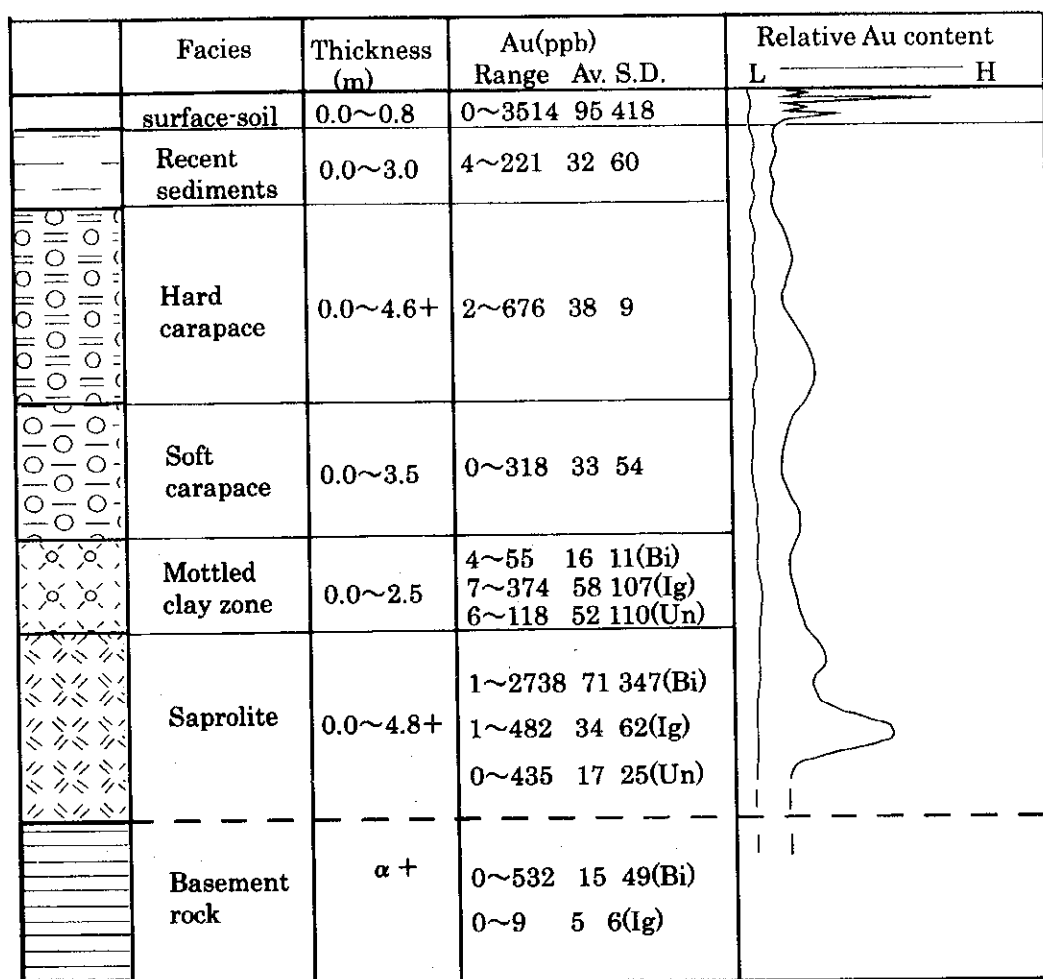 Facies Thickness (m) Au(ppb) Relative Au content
Range Av. S.D. L H
surface-soil 0.0~0.8 0~3514 95 418
Recent sediments 0.0~3.0 4~221 32 60
Hard carapace 0.0~4.6+ 2~676 38 9
Soft carapace 0.0~3.5 0~318 33 54
Mottled clay zone 0.0~2.5
4~55 16 11(Bi)
7~374 58 107(Ig)
6~118 52 110(Un)
Saprolite 0.0~4.8+
1~2738 71 347(Bi)
1~482 34 62(Ig)
0~435 17 25(Un)
Basement rock α +
0~532 15 49(Bi)
0~9 5 6(Ig)